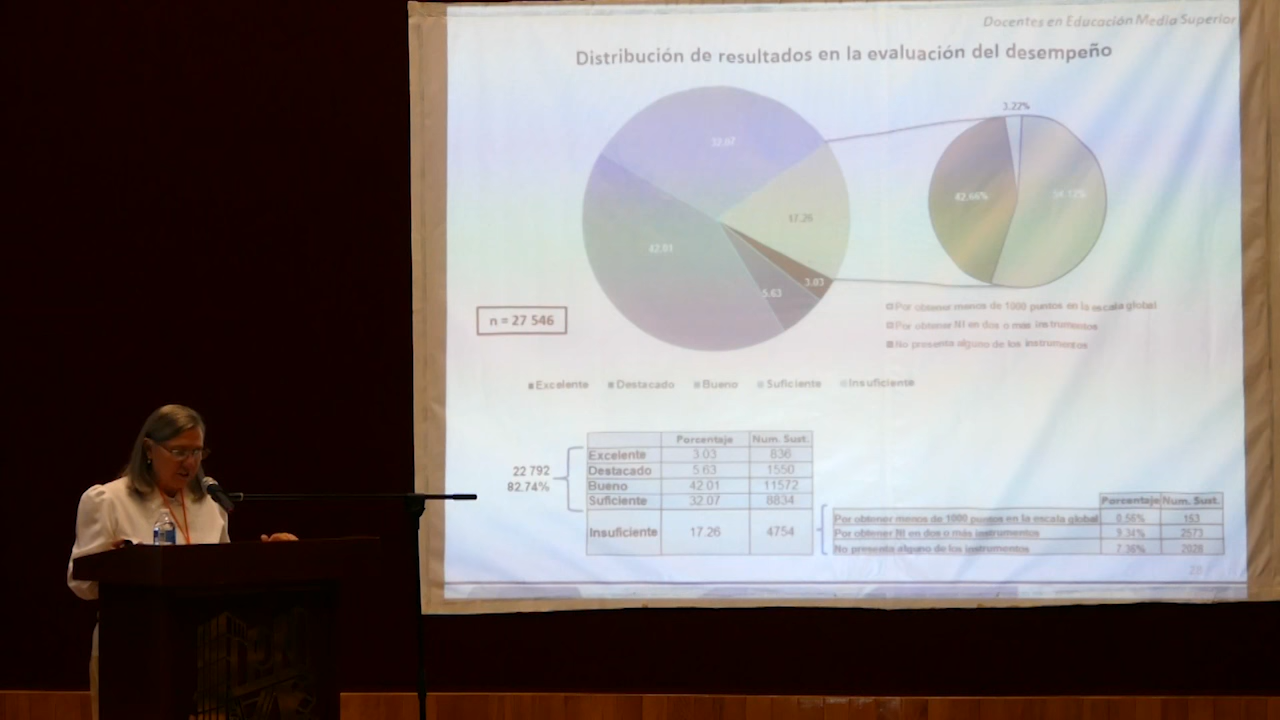 Docentes en Educación Media Superior
Distribución de resultados en la evaluación del desempeño
3.22%
32.07
17.26
42.66%
42.01
5.63
3.03
n = 27 546
Por obtener menos de 1000 puntos en la escala global
Por obtener NI en dos o más instrumentos
No presenta alguno de los instrumentos
Excelente Destacado Bueno Suficiente Insuficiente
Porcentaje Num. Sust.
Excelente 3.03 836
Destacado 5.63 1550
Bueno 42.01 11572
Suficiente 32.07 8834
Insuficiente 17.26 4754
22 792
82.74%
Porcentaje Num. Sust.
Por obtener menos de 1000 puntos en la escala global 0.56% 153
Por obtener NI en dos o más instrumentos 9.34% 2573
No presenta alguno de los instrumentos 7.36% 2028
28